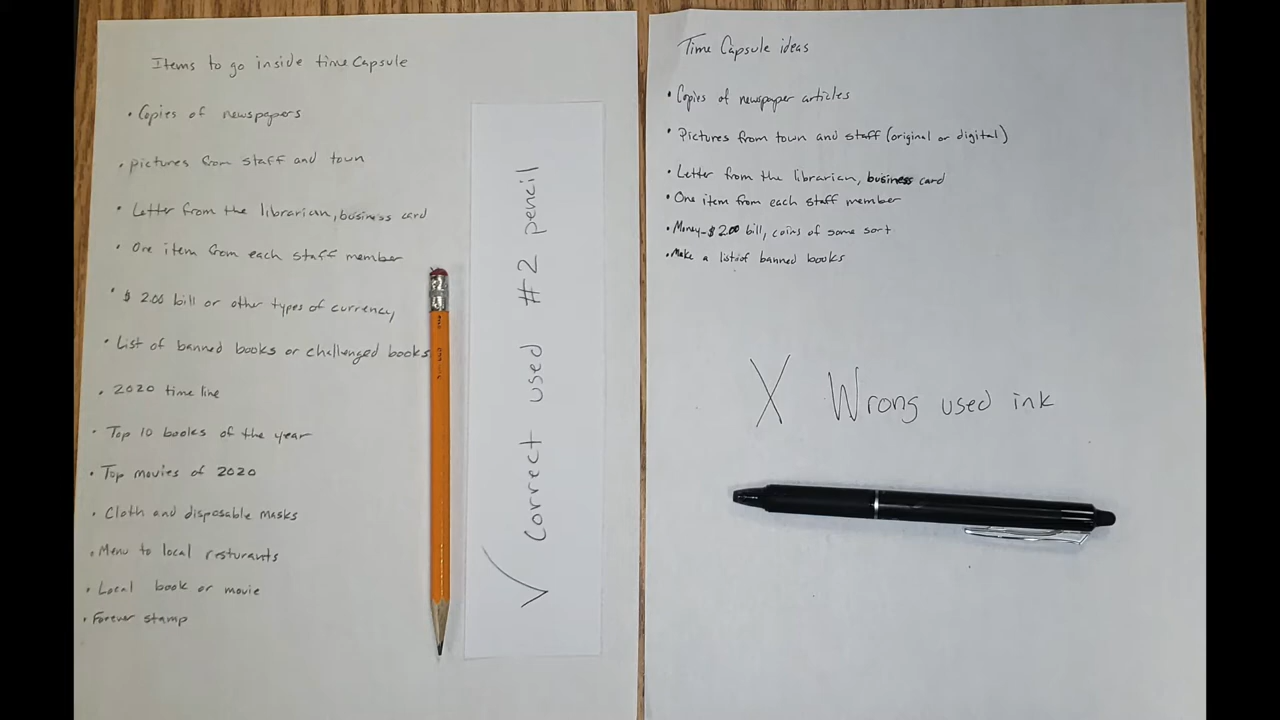 Items to go inside time Capsule
• Copies of newspapers
• pictures from staff and town
• Letter from the librarian, business card
• One item from each staff member
• $ 2.00 bill or other types of currency
• List of banned books or challenged books
• 2020 time line
• Top 10 books of the year
• Top movies of 2020
• Cloth and disposable masks
• Menu to local resturants
• Local book or movie
• Forever stamp
✓ Correct used #2 pencil
Time Capsule ideas
• Copies of newspaper articles
• Pictures from town and staff (original or digital)
• Letter from the librarian, business card
• One item from each staff member
• Money-$2.00 bill, coins of some sort
• Make a list of banned books
X Wrong used ink